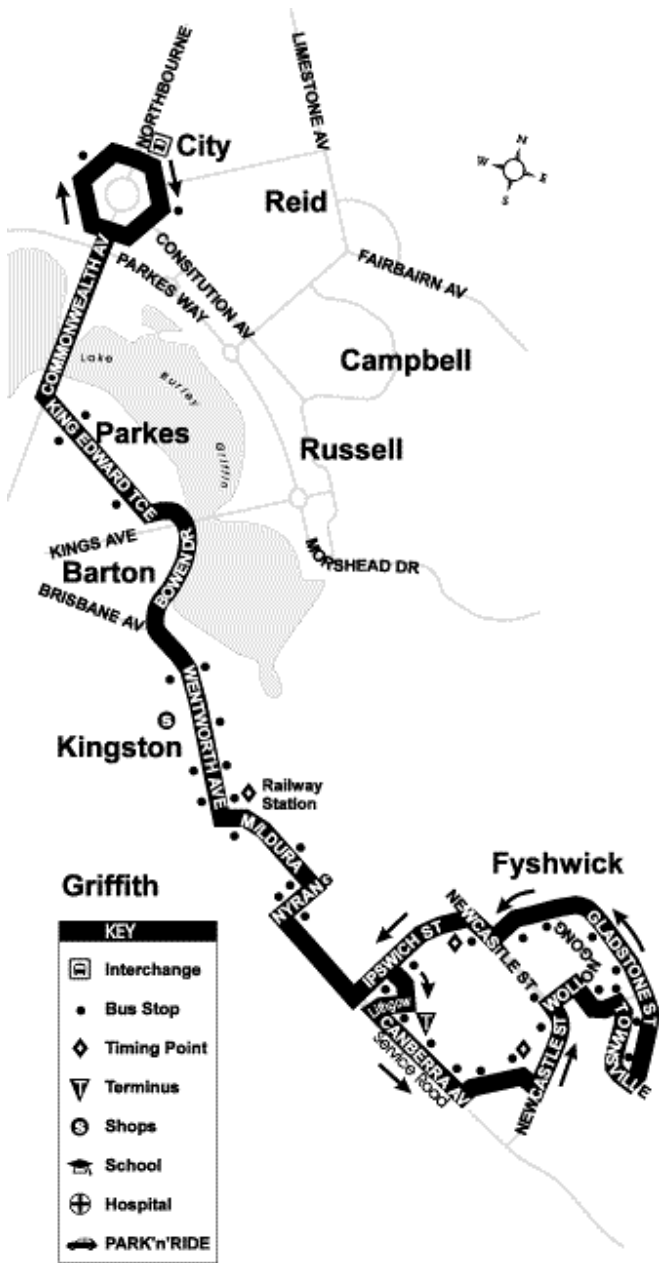 NORTHBOURNE
LIMESTONE AV
City
N
W
E
S
Reid
CONSITUTION AV
PARKES WAY
FAIRBAIRN AV
COMMONWEALTH AV
Campbell
Lake
Burley
Griffin
KING EDWARD TCE
Parkes
Russell
KINGS AVE
MORSHEAD DR
Barton
BOWEN DR
BRISBANE AV
WENTWORTH AVE
S
Kingston
Railway
Station
MILDURA
Fyshwick
Griffith
NYRANG
NEWCASTLE ST
GLADSTONE ST
IPSWICH ST
WOLLONGONG
TOWNSVILLE
Lithgow
T
CANBERRA AV
Service Road
NEWCASTLE ST
KEY
Interchange
Bus Stop
Timing Point
T
Terminus
S
Shops
School
Hospital
PARK'n'RIDE